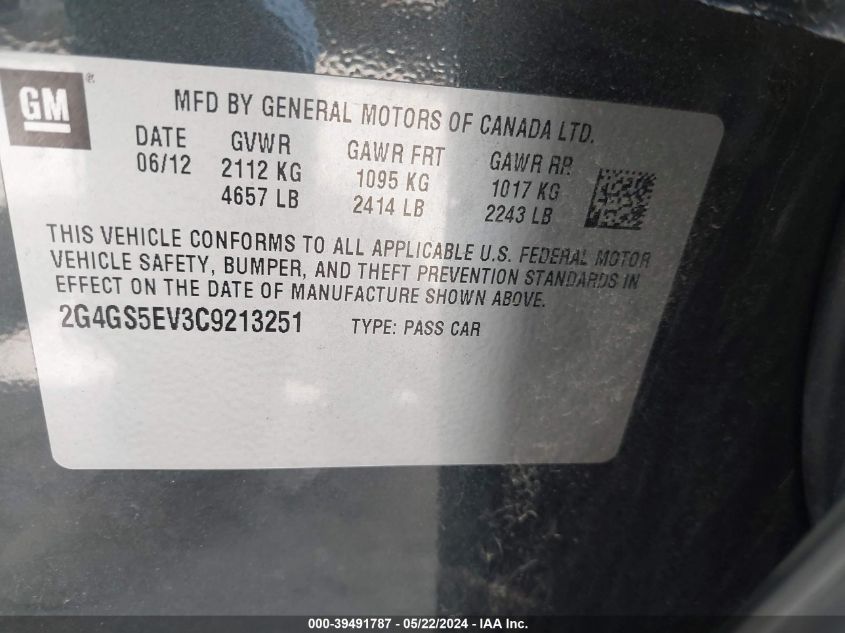 GM ®
MFD BY GENERAL MOTORS OF CANADA LTD.
DATE GVWR GAWR FRT GAWR RR
06/12 2112 KG 1095 KG 1017 KG
4657 LB 2414 LB 2243 LB
THIS VEHICLE CONFORMS TO ALL APPLICABLE U.S. FEDERAL MOTOR
VEHICLE SAFETY, BUMPER, AND THEFT PREVENTION STANDARDS IN
EFFECT ON THE DATE OF MANUFACTURE SHOWN ABOVE.
2G4GS5EV3C9213251 TYPE: PASS CAR
000-39491787 - 05/22/2024 - IAA Inc.